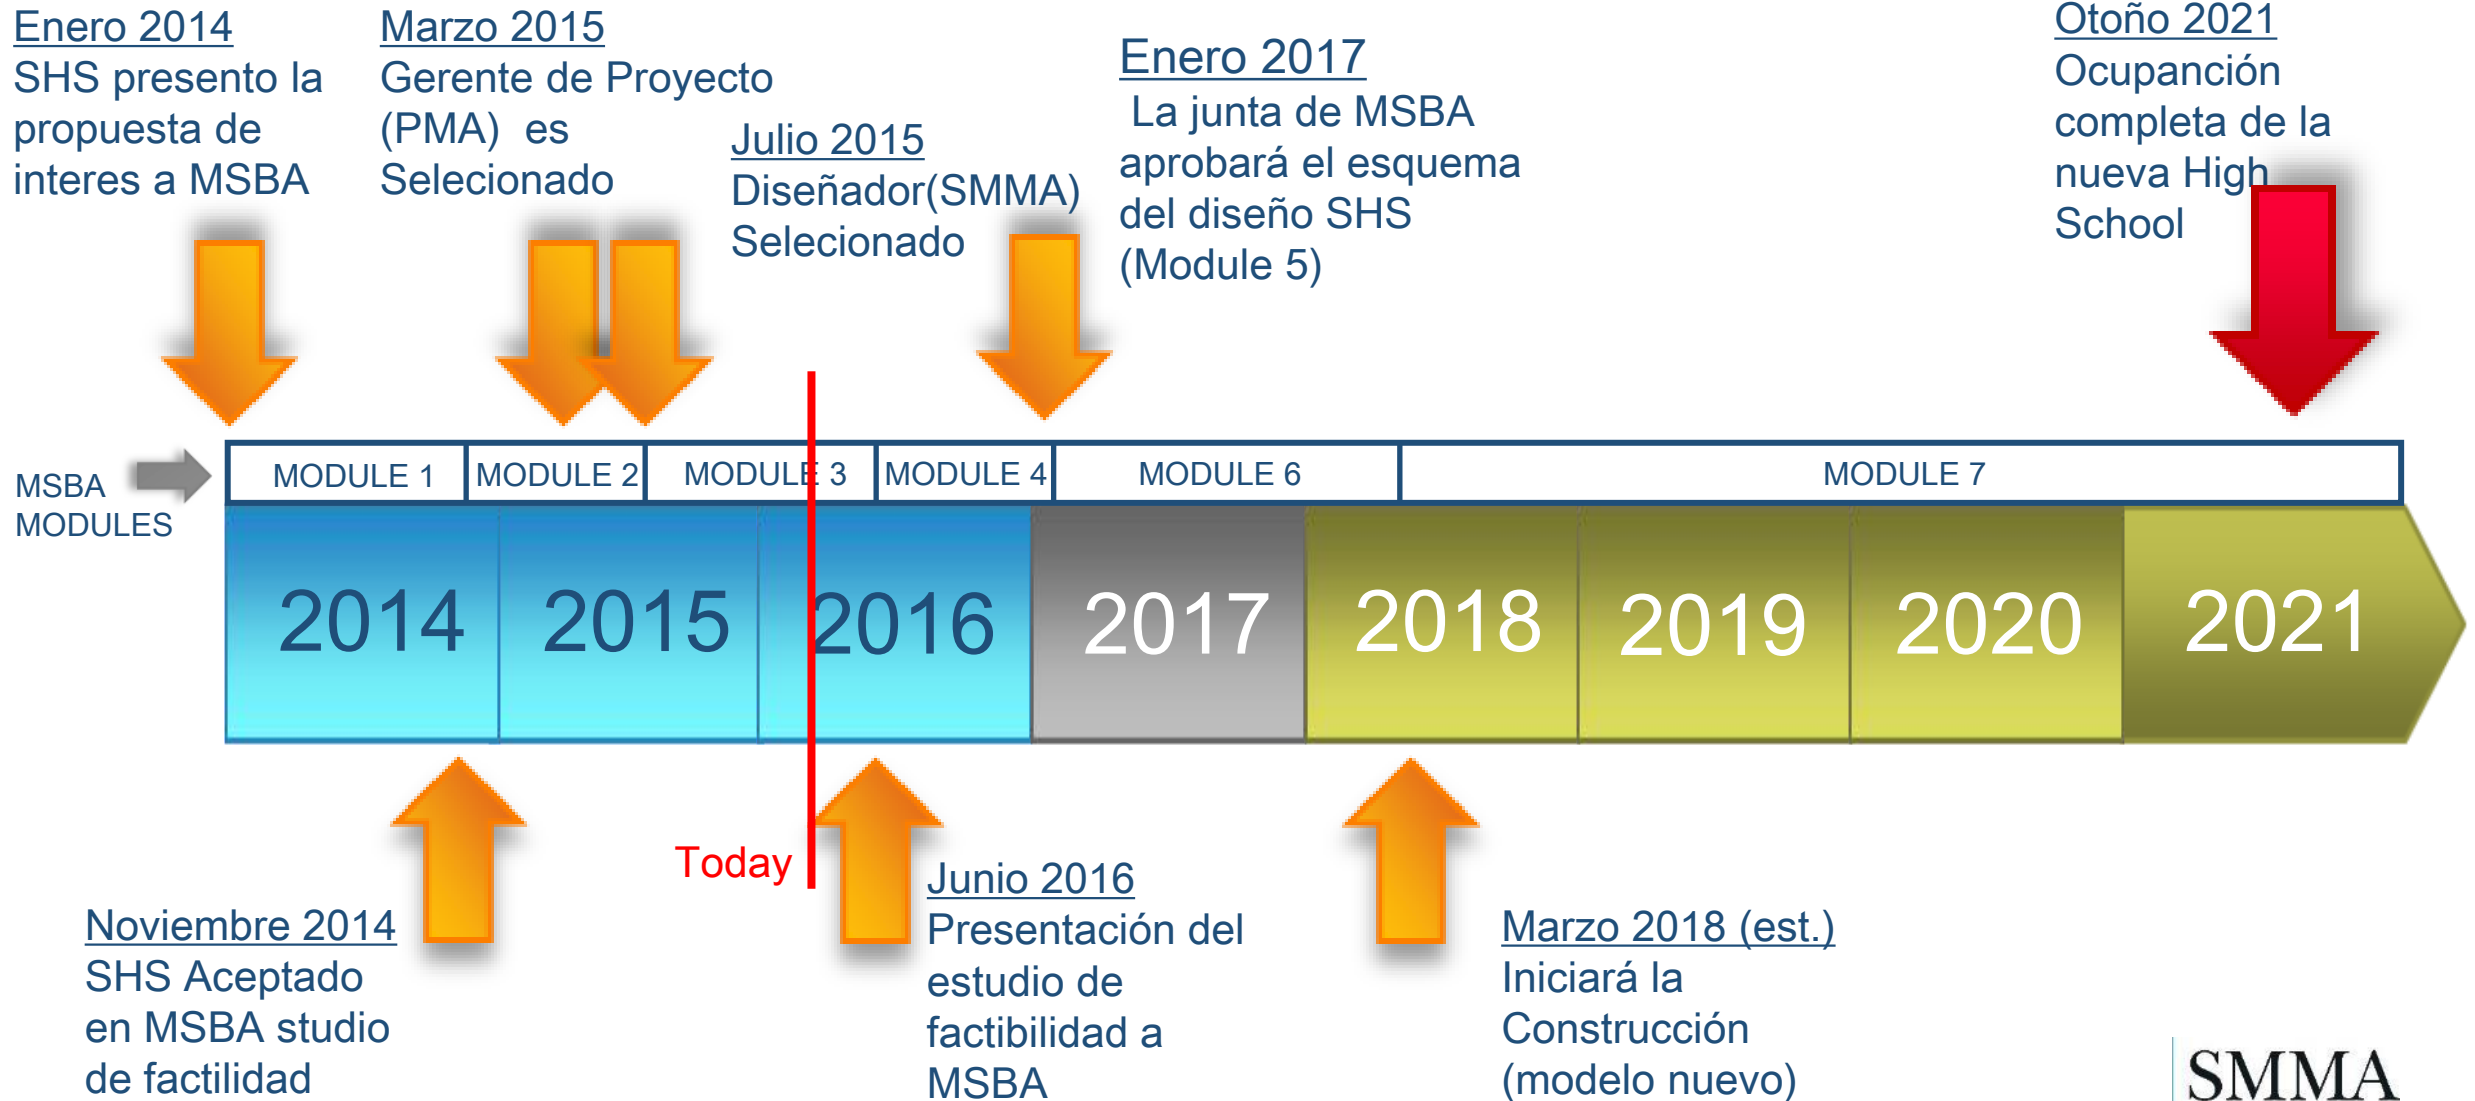 Enero 2014
SHS presento la
propuesta de
interes a MSBA
Marzo 2015
Gerente de Proyecto
(PMA) es
Selecionado
Julio 2015
Diseñador(SMMA)
Selecionado
Enero 2017
La junta de MSBA
aprobará el esquema
del diseño SHS
(Module 5)
Otoño 2021
Ocupanción
completa de la
nueva High
School
MSBA
MODULES
MODULE 1
MODULE 2
MODULE 3
MODULE 4
MODULE 6
MODULE 7
2014
2015
2016
2017
2018
2019
2020
2021
Today
Noviembre 2014
SHS Aceptado
en MSBA studio
de factilidad
Junio 2016
Presentación del
estudio de
factibilidad a
MSBA
Marzo 2018 (est.)
Iniciará la
Construcción
(modelo nuevo)
SMMA